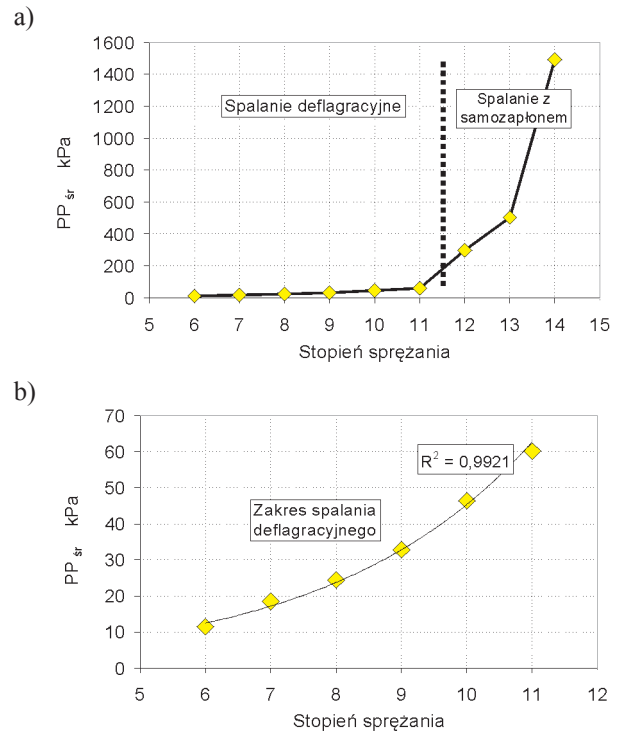 a)
1600
1400
1200
1000
800
600
400
200
0
PP śr kPa
Spalanie deflagracyjne
Spalanie z
samozapłonem
5 6 7 8 9 10 11 12 13 14 15
Stopień sprężania
b)
70
60
50
40
30
20
10
0
PP śr kPa
R² = 0,9921
Zakres spalania
deflagracyjnego
5 6 7 8 9 10 11 12
Stopień sprężania